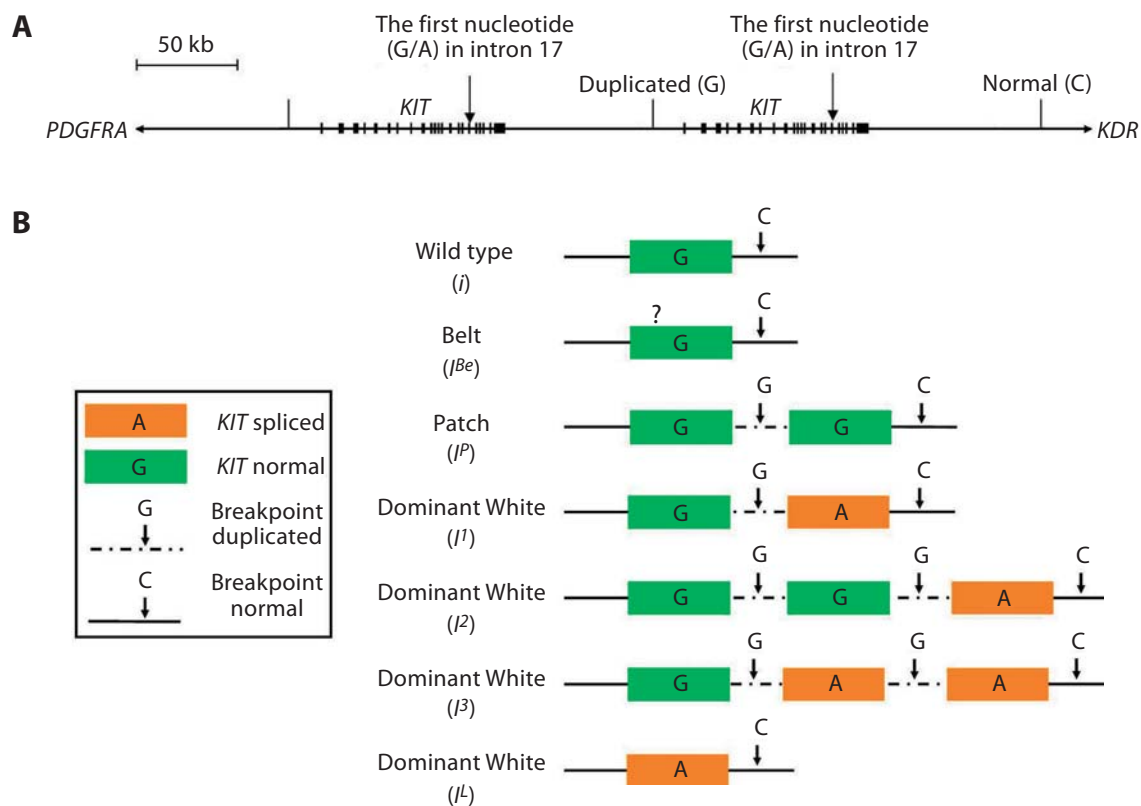 A
50 kb
The first nucleotide
(G/A) in intron 17
The first nucleotide
(G/A) in intron 17
Duplicated (G)
Normal (C)
KIT
KIT
PDGFRA
KDR
B
Wild type
(i)
C
G
Belt
(I^Be)
?
C
G
Patch
(I^P)
G
C
G
G
Dominant White
(I^1)
G
C
G
A
Dominant White
(I^2)
G
G
C
G
G
A
Dominant White
(I^3)
G
G
C
G
A
A
Dominant White
(I^L)
C
A
A
KIT spliced
G
KIT normal
G
Breakpoint
duplicated
C
Breakpoint
normal